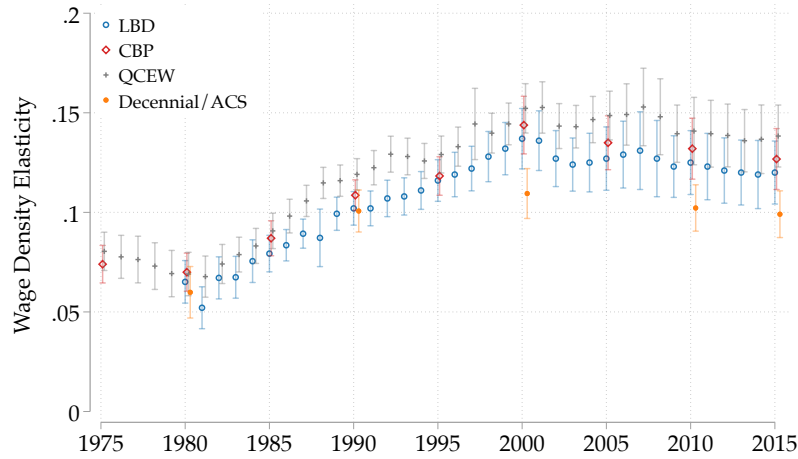 .2
.15
.1
.05
0
Wage Density Elasticity
LBD
CBP
QCEW
Decennial/ACS
1975 1980 1985 1990 1995 2000 2005 2010 2015